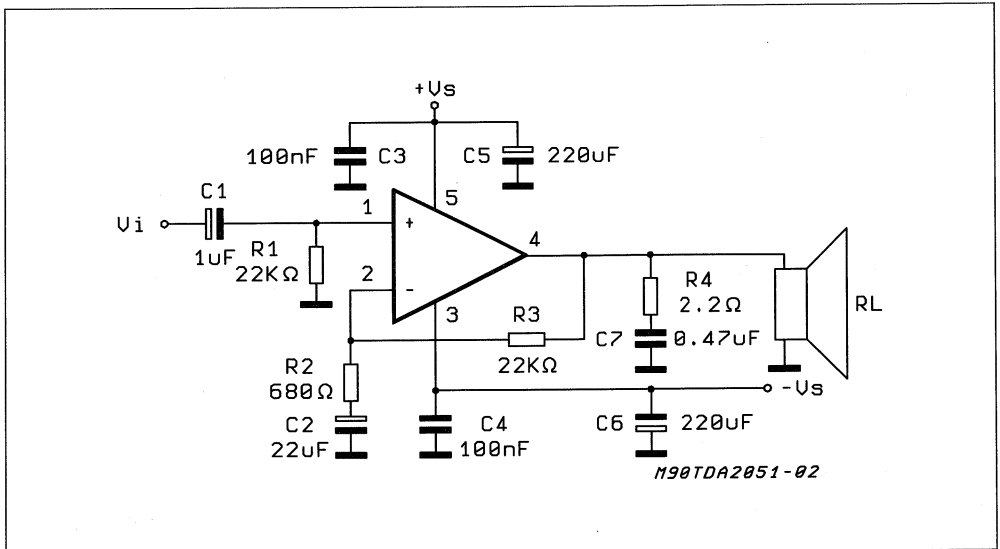 +Vs
100nF C3 C5 220uF
C1
Vi 1 5
+
1uF R1 4
22KΩ 2
-
3
R3
R4
2.2Ω RL
C7 0.47uF
22KΩ
R2
680Ω
-Vs
C2 C4 C6 220uF
22uF 100nF
M90TDA2051-02